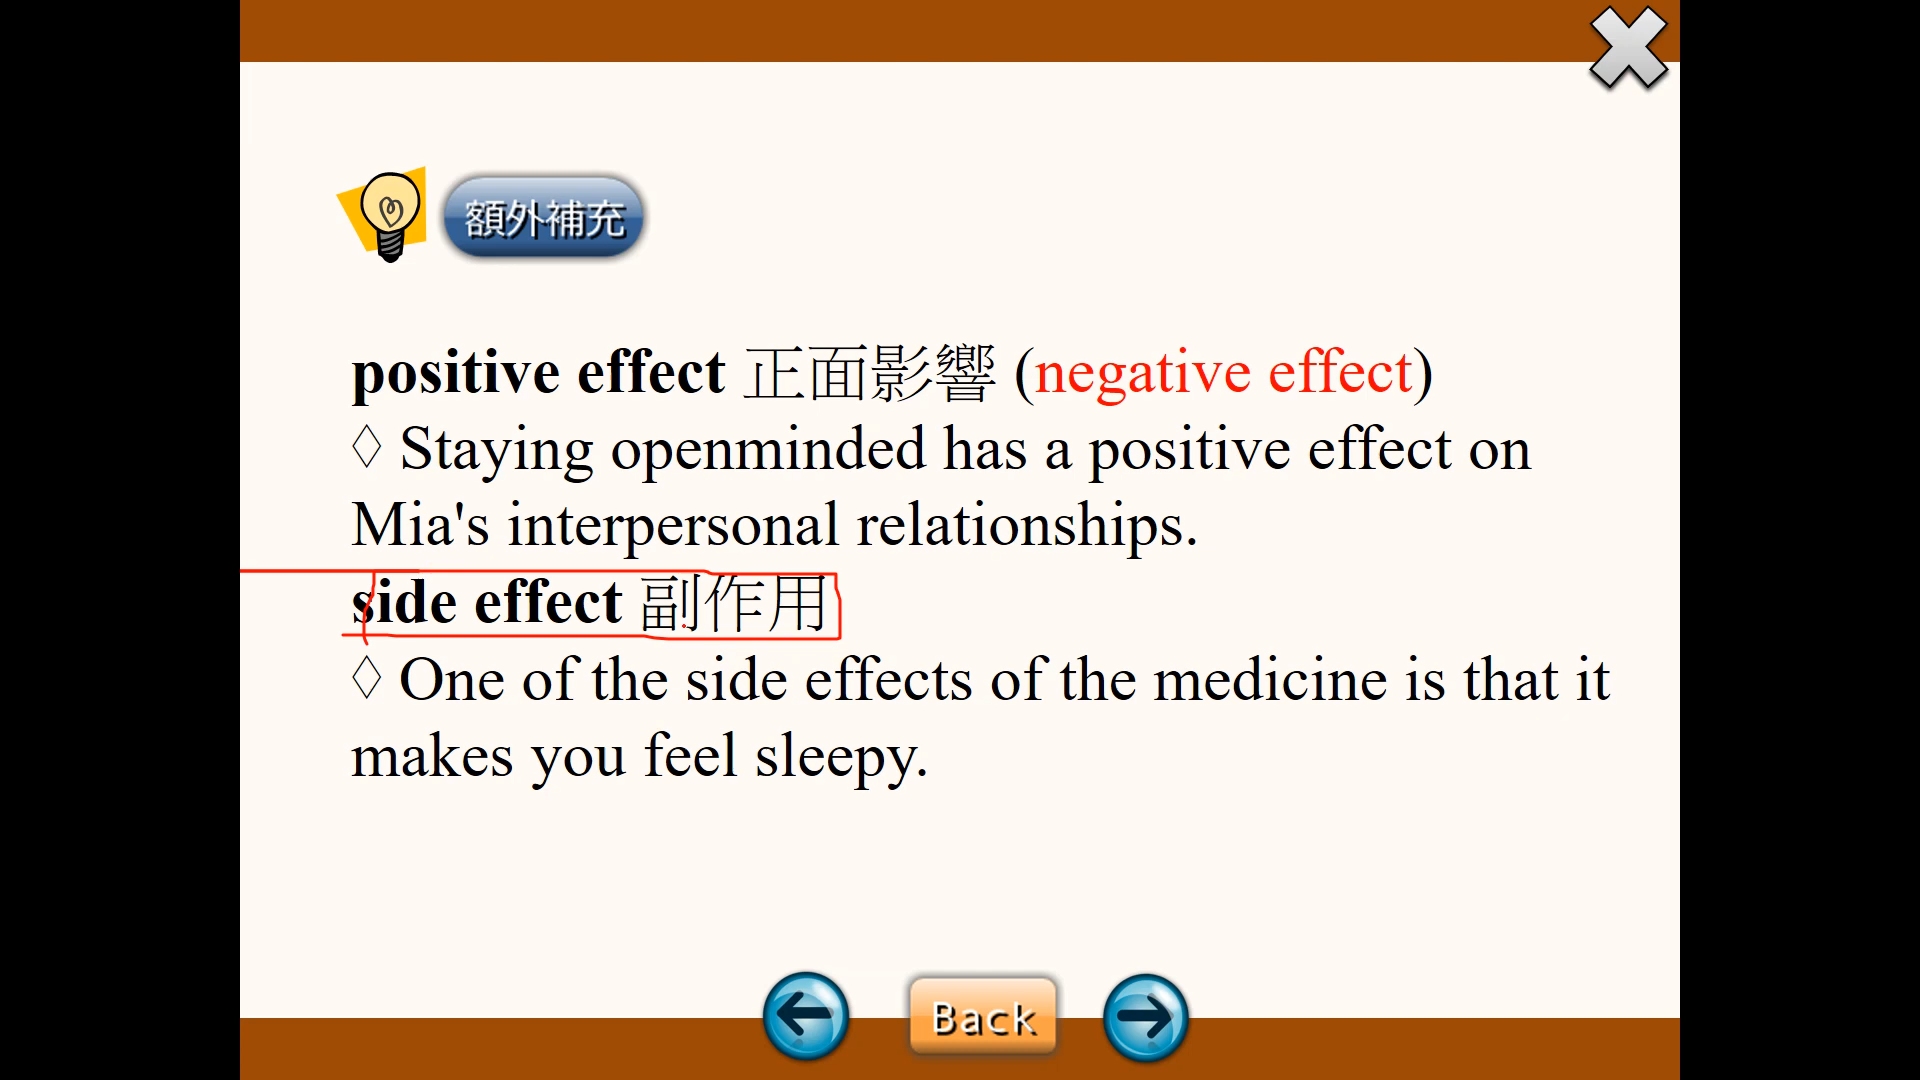 額外補充
positive effect 正面影響 (negative effect)
◊ Staying openminded has a positive effect on
Mia's interpersonal relationships.
side effect 副作用
◊ One of the side effects of the medicine is that it
makes you feel sleepy.
Back